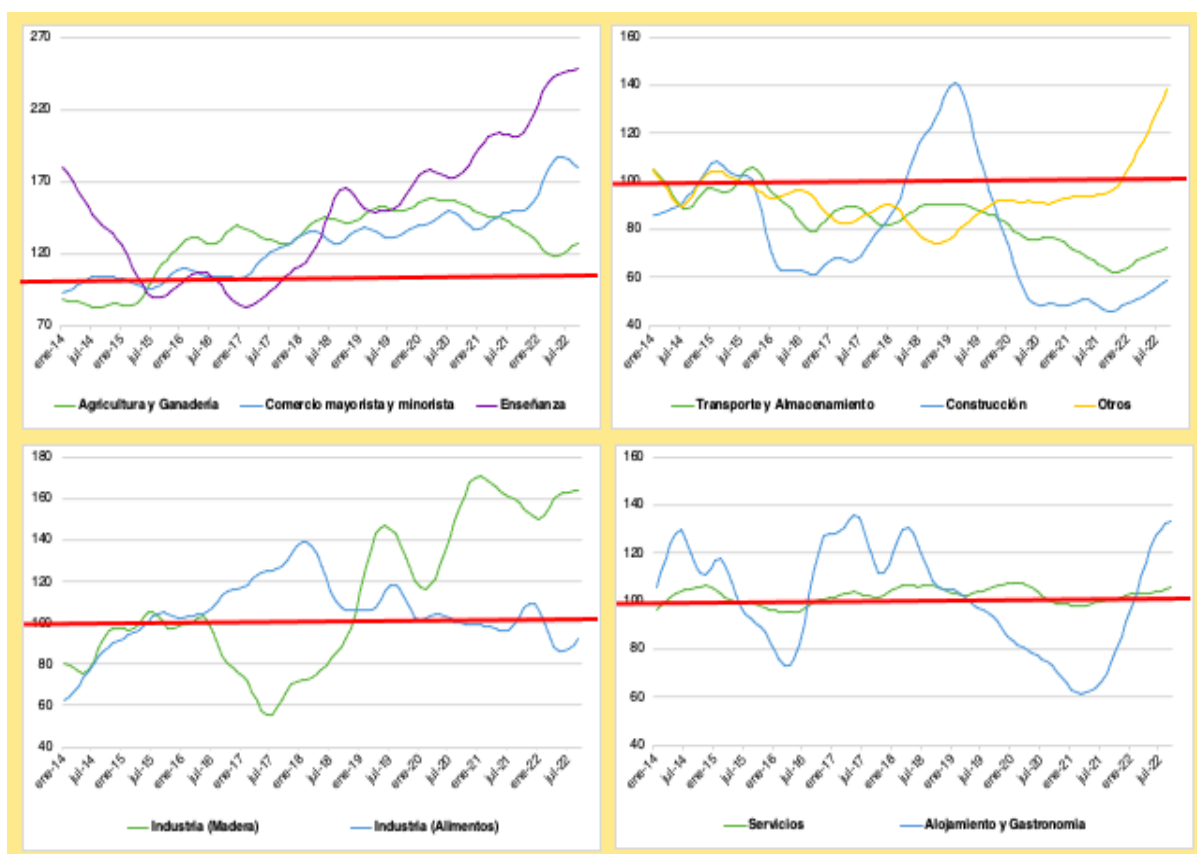 270
220
170
120
70
ene-14
jul-14
ene-15
jul-15
ene-16
jul-16
ene-17
jul-17
ene-18
jul-18
ene-19
jul-19
ene-20
jul-20
ene-21
jul-21
ene-22
jul-22
Agricultura y Ganadería Comercio mayorista y minorista Enseñanza
160
140
120
100
80
60
40
ene-14
jul-14
ene-15
jul-15
ene-16
jul-16
ene-17
jul-17
ene-18
jul-18
ene-19
jul-19
ene-20
jul-20
ene-21
jul-21
ene-22
jul-22
Transporte y Almacenamiento Construcción Otros
180
160
140
120
100
80
60
40
ene-14
jul-14
ene-15
jul-15
ene-16
jul-16
ene-17
jul-17
ene-18
jul-18
ene-19
jul-19
ene-20
jul-20
ene-21
jul-21
ene-22
jul-22
Industria (Madera) Industria (Alimentos)
160
140
120
100
80
60
40
ene-14
jul-14
ene-15
jul-15
ene-16
jul-16
ene-17
jul-17
ene-18
jul-18
ene-19
jul-19
ene-20
jul-20
ene-21
jul-21
ene-22
jul-22
Servicios Alojamiento y Gastronomía